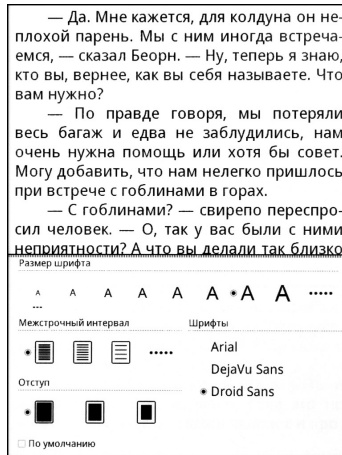 — Да. Мне кажется, для колдуна он не-
плохой парень. Мы с ним иногда встреча-
емся, — сказал Беорн. — Ну, теперь я знаю,
кто вы, вернее, как вы себя называете. Что
вам нужно?
— По правде говоря, мы потеряли
весь багаж и едва не заблудились, нам
очень нужна помощь или хотя бы совет.
Могу добавить, что нам нелегко пришлось
при встрече с гоблинами в горах.
— С гоблинами? — свирепо переспро-
сил человек. — О, так у вас были с ними
неприятности? А что вы делали так близко
Размер шрифта
A A A A A A A A
Межстрочный интервал
Шрифты
Arial
DejaVu Sans
Droid Sans
Отступ
По умолчанию